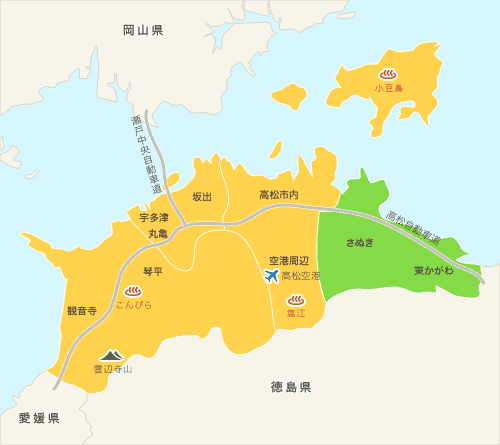 岡山県
小豆島
瀬戸中央自動車道
坂出
高松市内
宇多津
丸亀
高松自動車道
さぬき
東かがわ
空港周辺
高松空港
琴平
こんぴら
塩江
観音寺
雲辺寺山
徳島県
愛媛県